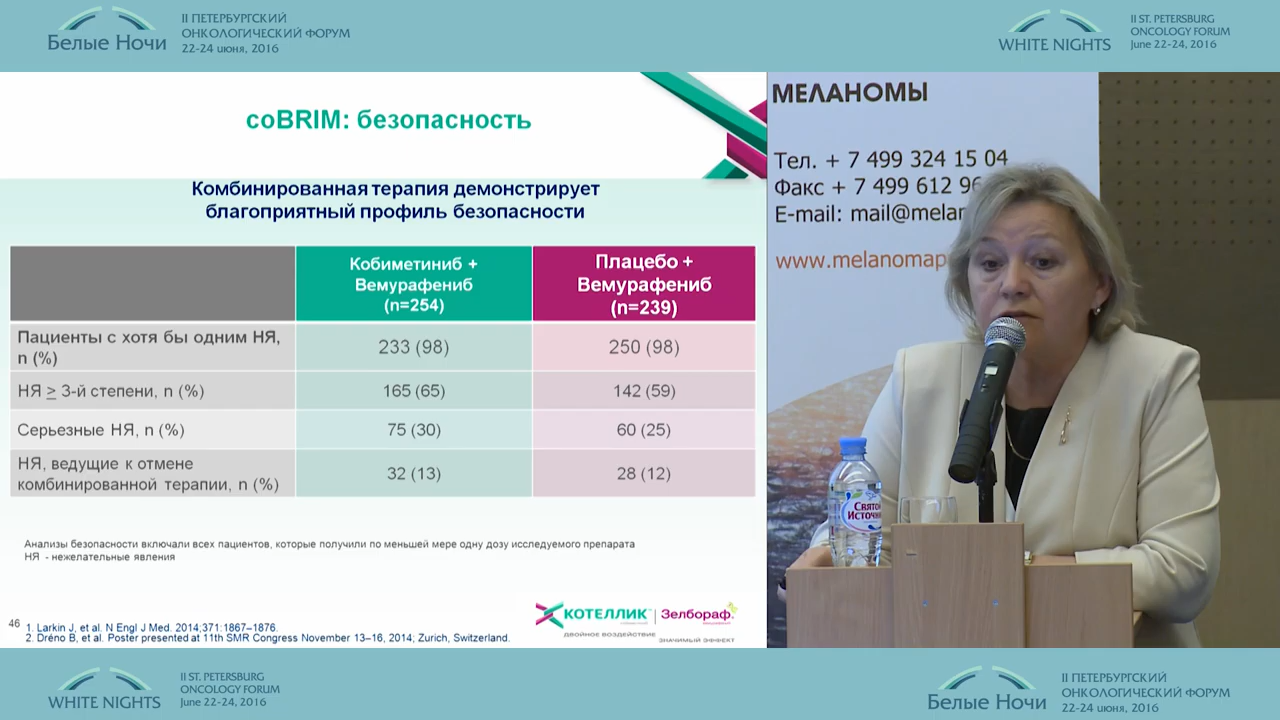 Белые Ночи
II ПЕТЕРБУРГСКИЙ
ОНКОЛОГИЧЕСКИЙ ФОРУМ
22-24 июня, 2016
WHITE NIGHTS
II ST. PETERSBURG
ONCOLOGY FORUM
June 22-24, 2016
coBRIM: безопасность
Комбинированная терапия демонстрирует
благоприятный профиль безопасности
Кобиметиниб +
Вемурафениб
(n=254)
Плацебо +
Вемурафениб
(n=239)
Пациенты с хотя бы одним НЯ,
n (%)
233 (98)
250 (98)
НЯ ≥ 3-й степени, n (%)
165 (65)
142 (59)
Серьезные НЯ, n (%)
75 (30)
60 (25)
НЯ, ведущие к отмене
комбинированной терапии, n (%)
32 (13)
28 (12)
Анализы безопасности включали всех пациентов, которые получили по меньшей мере одну дозу исследуемого препарата
НЯ - нежелательные явления
46
1. Larkin J, et al. N Engl J Med. 2014;371:1867–1876.
2. Dréno B, et al. Poster presented at 11th SMR Congress November 13–16, 2014; Zurich, Switzerland.
КОТЕЛЛИК
ДВОЙНОЕ ВОЗДЕЙСТВИЕ
Зелбораф
ЗНАЧИМЫЙ ЭФФЕКТ
МЕЛАНОМЫ
Тел. + 7 499 324 15 04
Факс + 7 499 612 96
E-mail: mail@melan
www.melanomap
Святой
Источник
WHITE NIGHTS
II ST. PETERSBURG
ONCOLOGY FORUM
June 22-24, 2016
Белые Ночи
II ПЕТЕРБУРГСКИЙ
ОНКОЛОГИЧЕСКИЙ ФОРУМ
22-24 июня, 2016